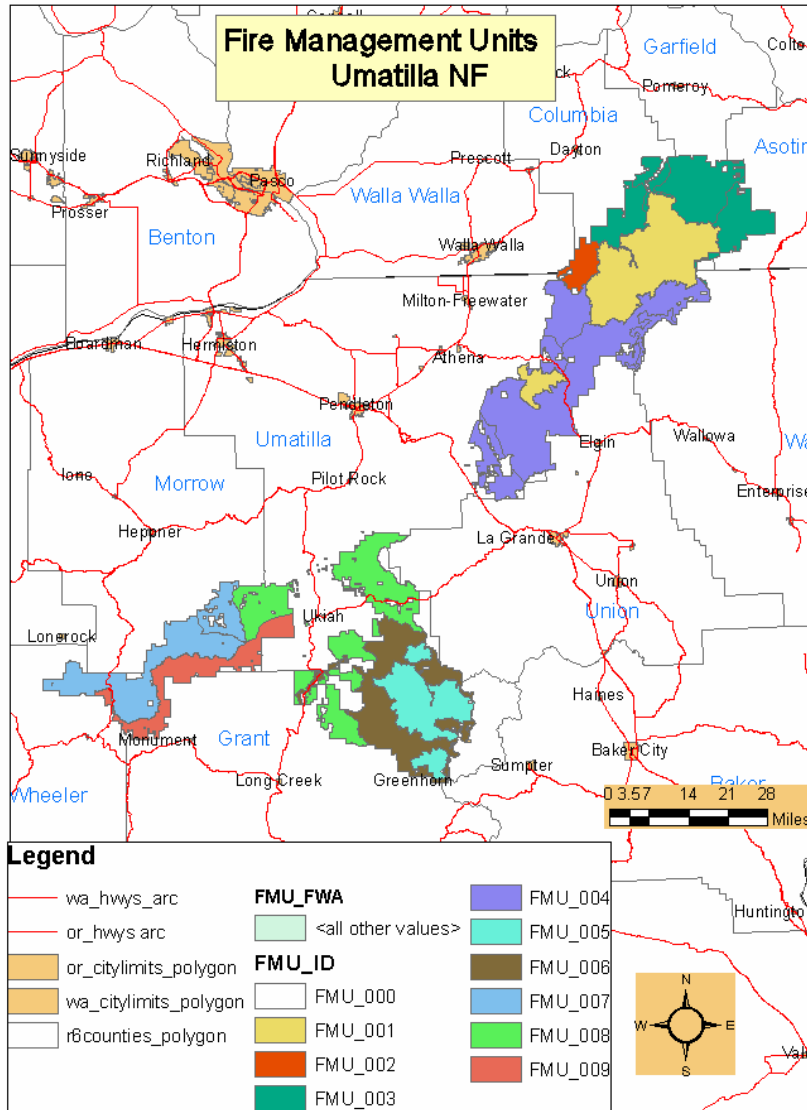 Fire Management Units
Umatilla NF
Garfield
Pomeroy
Columbia
Dayton
Prescott
Sunnyside
Richland
Pasco
Prosser
Benton
Walla Walla
Walla Walla
Milton-Freewater
Boardman
Hermiston
Athena
Pendleton
Umatilla
Elgin
Wallowa
Ione
Morrow
Pilot Rock
Enterprise
Heppner
La Grande
Union
Union
Lonerock
Ukiah
Haines
Monument
Grant
Sumpter
Baker City
Wheeler
Long Creek
Greenhorn
Baker
0 3.57 14 21 28
Miles
Legend
wa_hwys_arc
or_hwys arc
or_citylimits_polygon
wa_citylimits_polygon
r6counties_polygon
FMU_FWA
<all other values>
FMU_ID
FMU_000
FMU_001
FMU_002
FMU_003
FMU_004
FMU_005
FMU_006
FMU_007
FMU_008
FMU_009
Huntington
N
W E
S